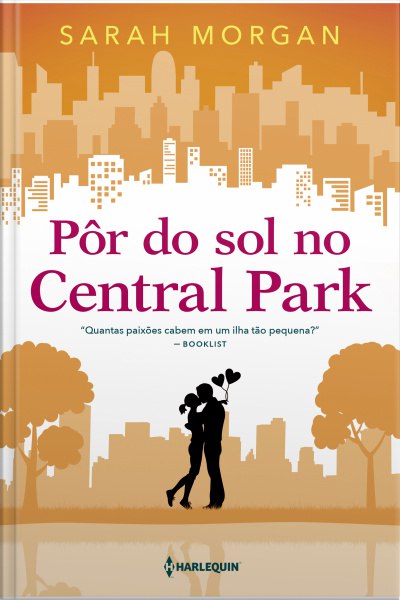 SARAH MORGAN
Pôr do sol no
Central Park
“Quantas paixões cabem em um ilha tão pequena?”
— BOOKLIST
HARLEQUIN